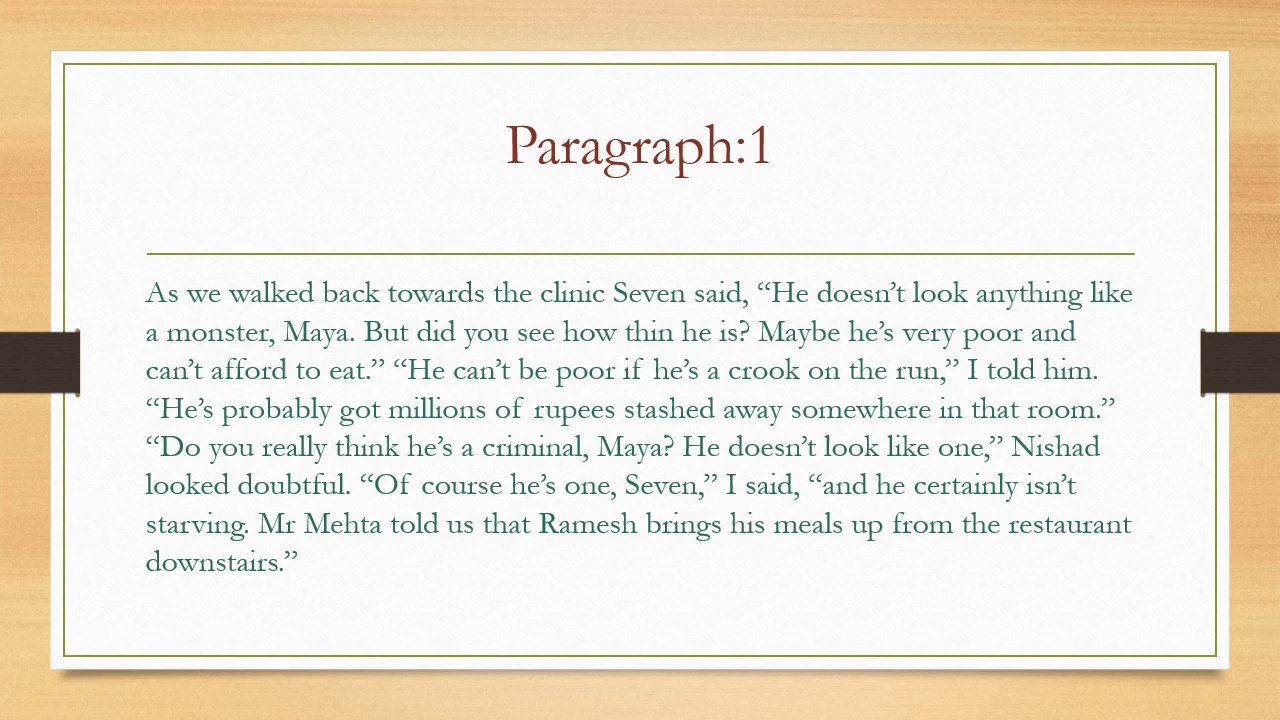 Paragraph:1
As we walked back towards the clinic Seven said, “He doesn’t look anything like
a monster, Maya. But did you see how thin he is? Maybe he’s very poor and
can’t afford to eat.” “He can’t be poor if he’s a crook on the run,” I told him.
“He’s probably got millions of rupees stashed away somewhere in that room.”
“Do you really think he’s a criminal, Maya? He doesn’t look like one,” Nishad
looked doubtful. “Of course he’s one, Seven,” I said, “and he certainly isn’t
starving. Mr Mehta told us that Ramesh brings his meals up from the restaurant
downstairs.”